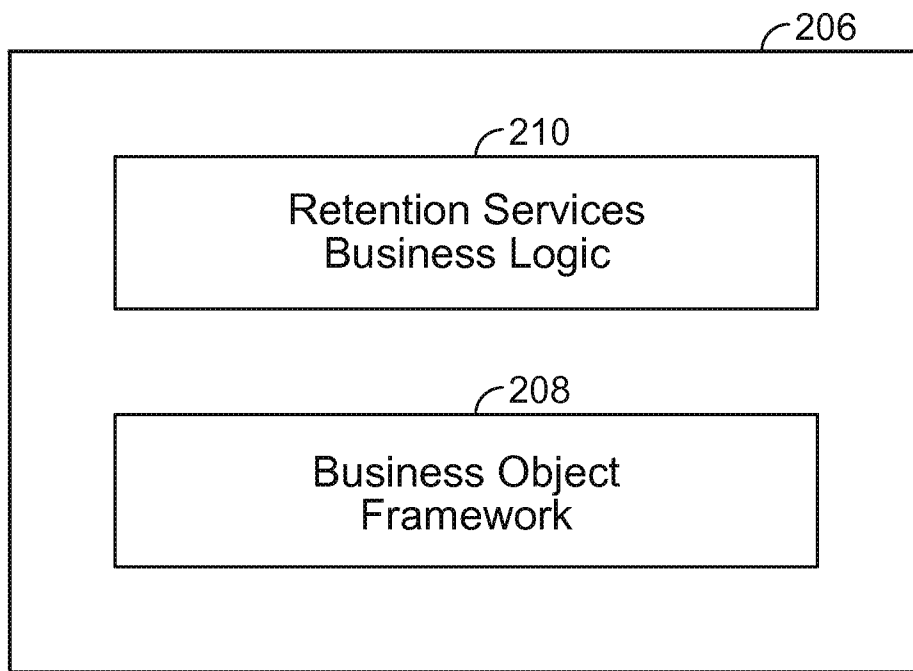 206
210
Retention Services
Business Logic
208
Business Object
Framework